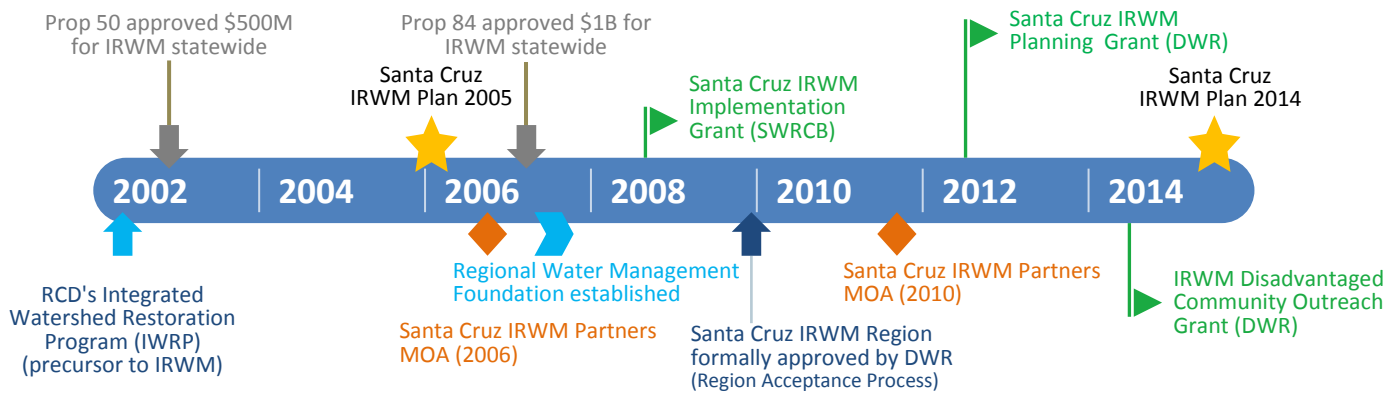 Prop 50 approved $500M
for IRWM statewide
Prop 84 approved $1B for
IRWM statewide
Santa Cruz
IRWM Plan 2005
Santa Cruz IRWM
Implementation
Grant (SWRCB)
Santa Cruz IRWM
Planning Grant (DWR)
Santa Cruz
IRWM Plan 2014
2002
2004
2006
2008
2010
2012
2014
RCD's Integrated
Watershed Restoration
Program (IWRP)
(precursor to IRWM)
Regional Water Management
Foundation established
Santa Cruz IRWM Partners
MOA (2006)
Santa Cruz IRWM Region
formally approved by DWR
(Region Acceptance Process)
Santa Cruz IRWM Partners
MOA (2010)
IRWM Disadvantaged
Community Outreach
Grant (DWR)